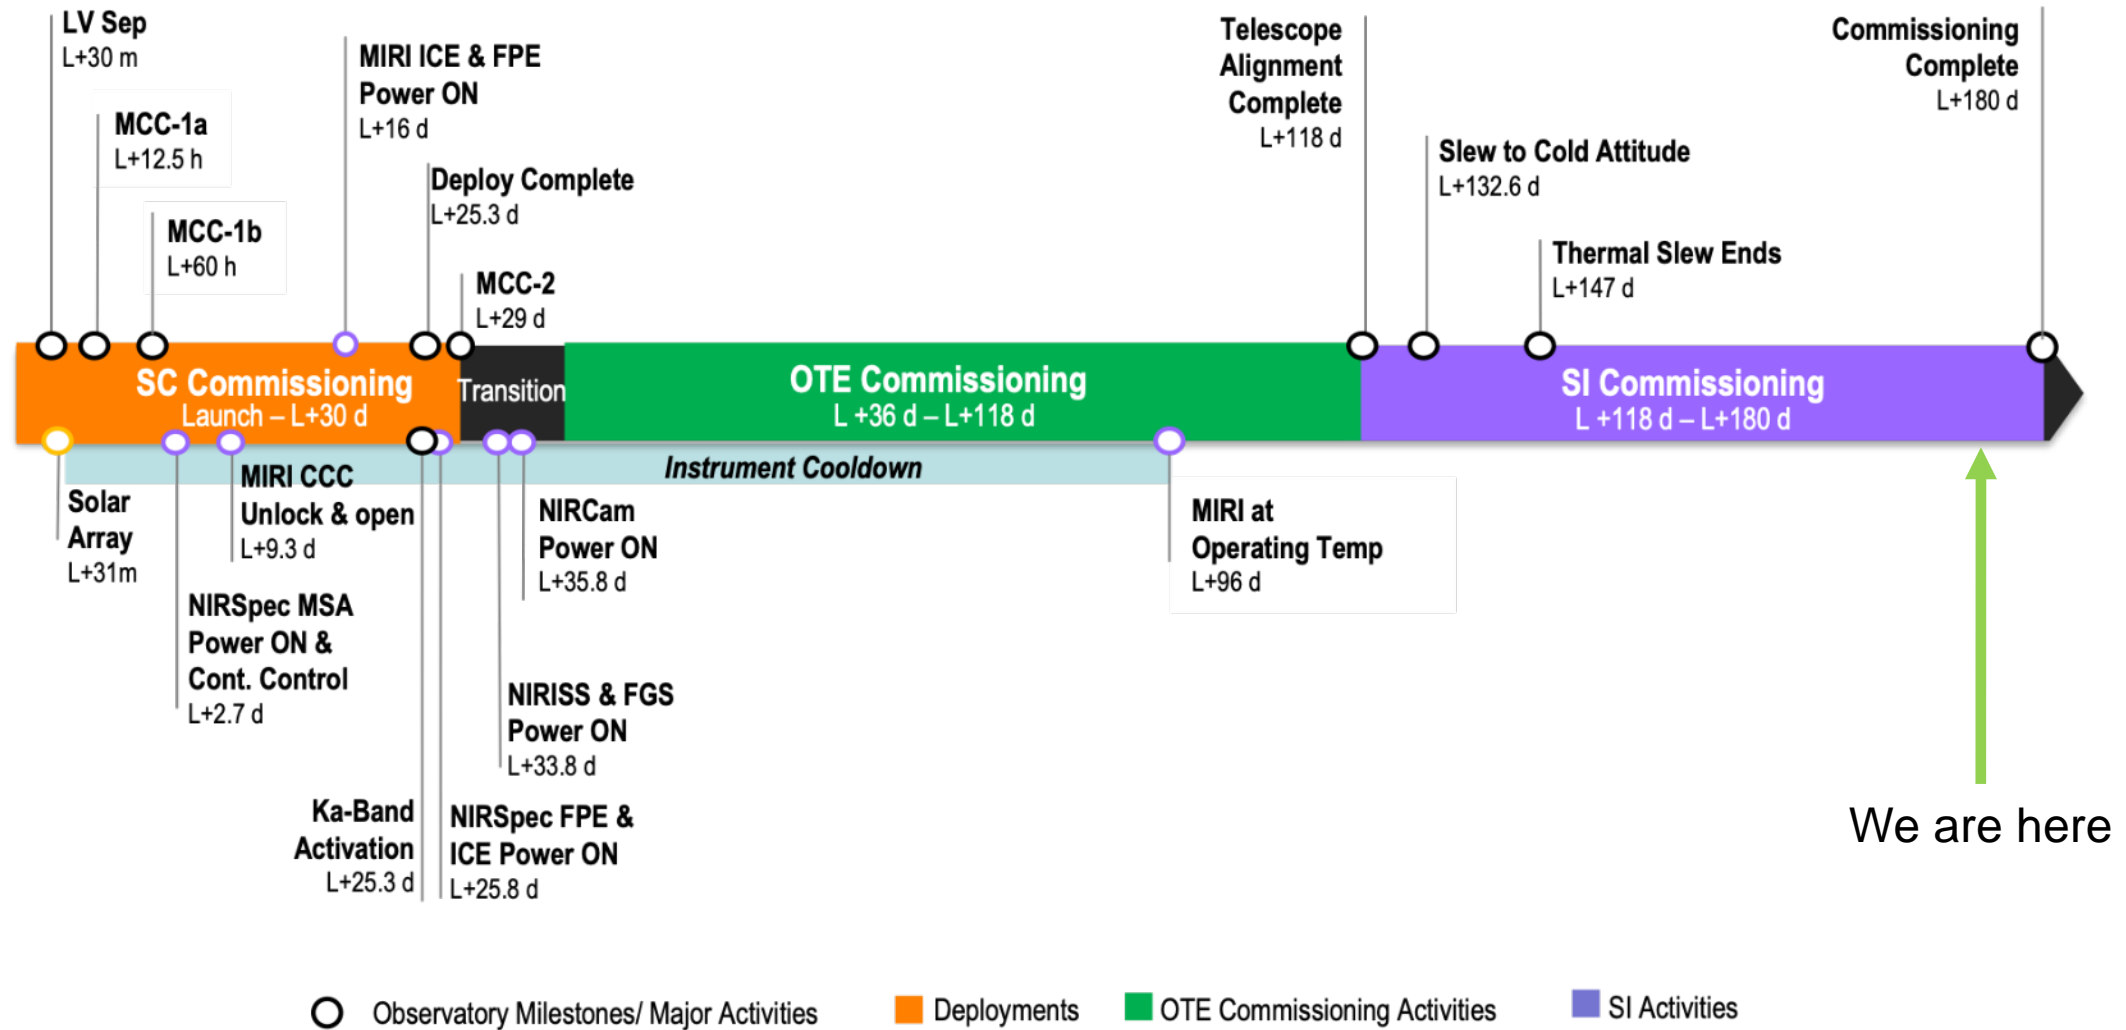 LV Sep
L+30 m
MCC-1a
L+12.5 h
MCC-1b
L+60 h
MIRI ICE & FPE
Power ON
L+16 d
Deploy Complete
L+25.3 d
MCC-2
L+29 d
Telescope
Alignment
Complete
L+118 d
Slew to Cold Attitude
L+132.6 d
Thermal Slew Ends
L+147 d
Commissioning
Complete
L+180 d
SC Commissioning
Launch – L+30 d
Transition
OTE Commissioning
L +36 d – L+118 d
SI Commissioning
L +118 d – L+180 d
Instrument Cooldown
Solar
Array
L+31m
NIRSpec MSA
Power ON &
Cont. Control
L+2.7 d
MIRI CCC
Unlock & open
L+9.3 d
Ka-Band
Activation
L+25.3 d
NIRSpec FPE &
ICE Power ON
L+25.8 d
NIRISS & FGS
Power ON
L+33.8 d
NIRCam
Power ON
L+35.8 d
MIRI at
Operating Temp
L+96 d
We are here
Observatory Milestones/ Major Activities
Deployments
OTE Commissioning Activities
SI Activities